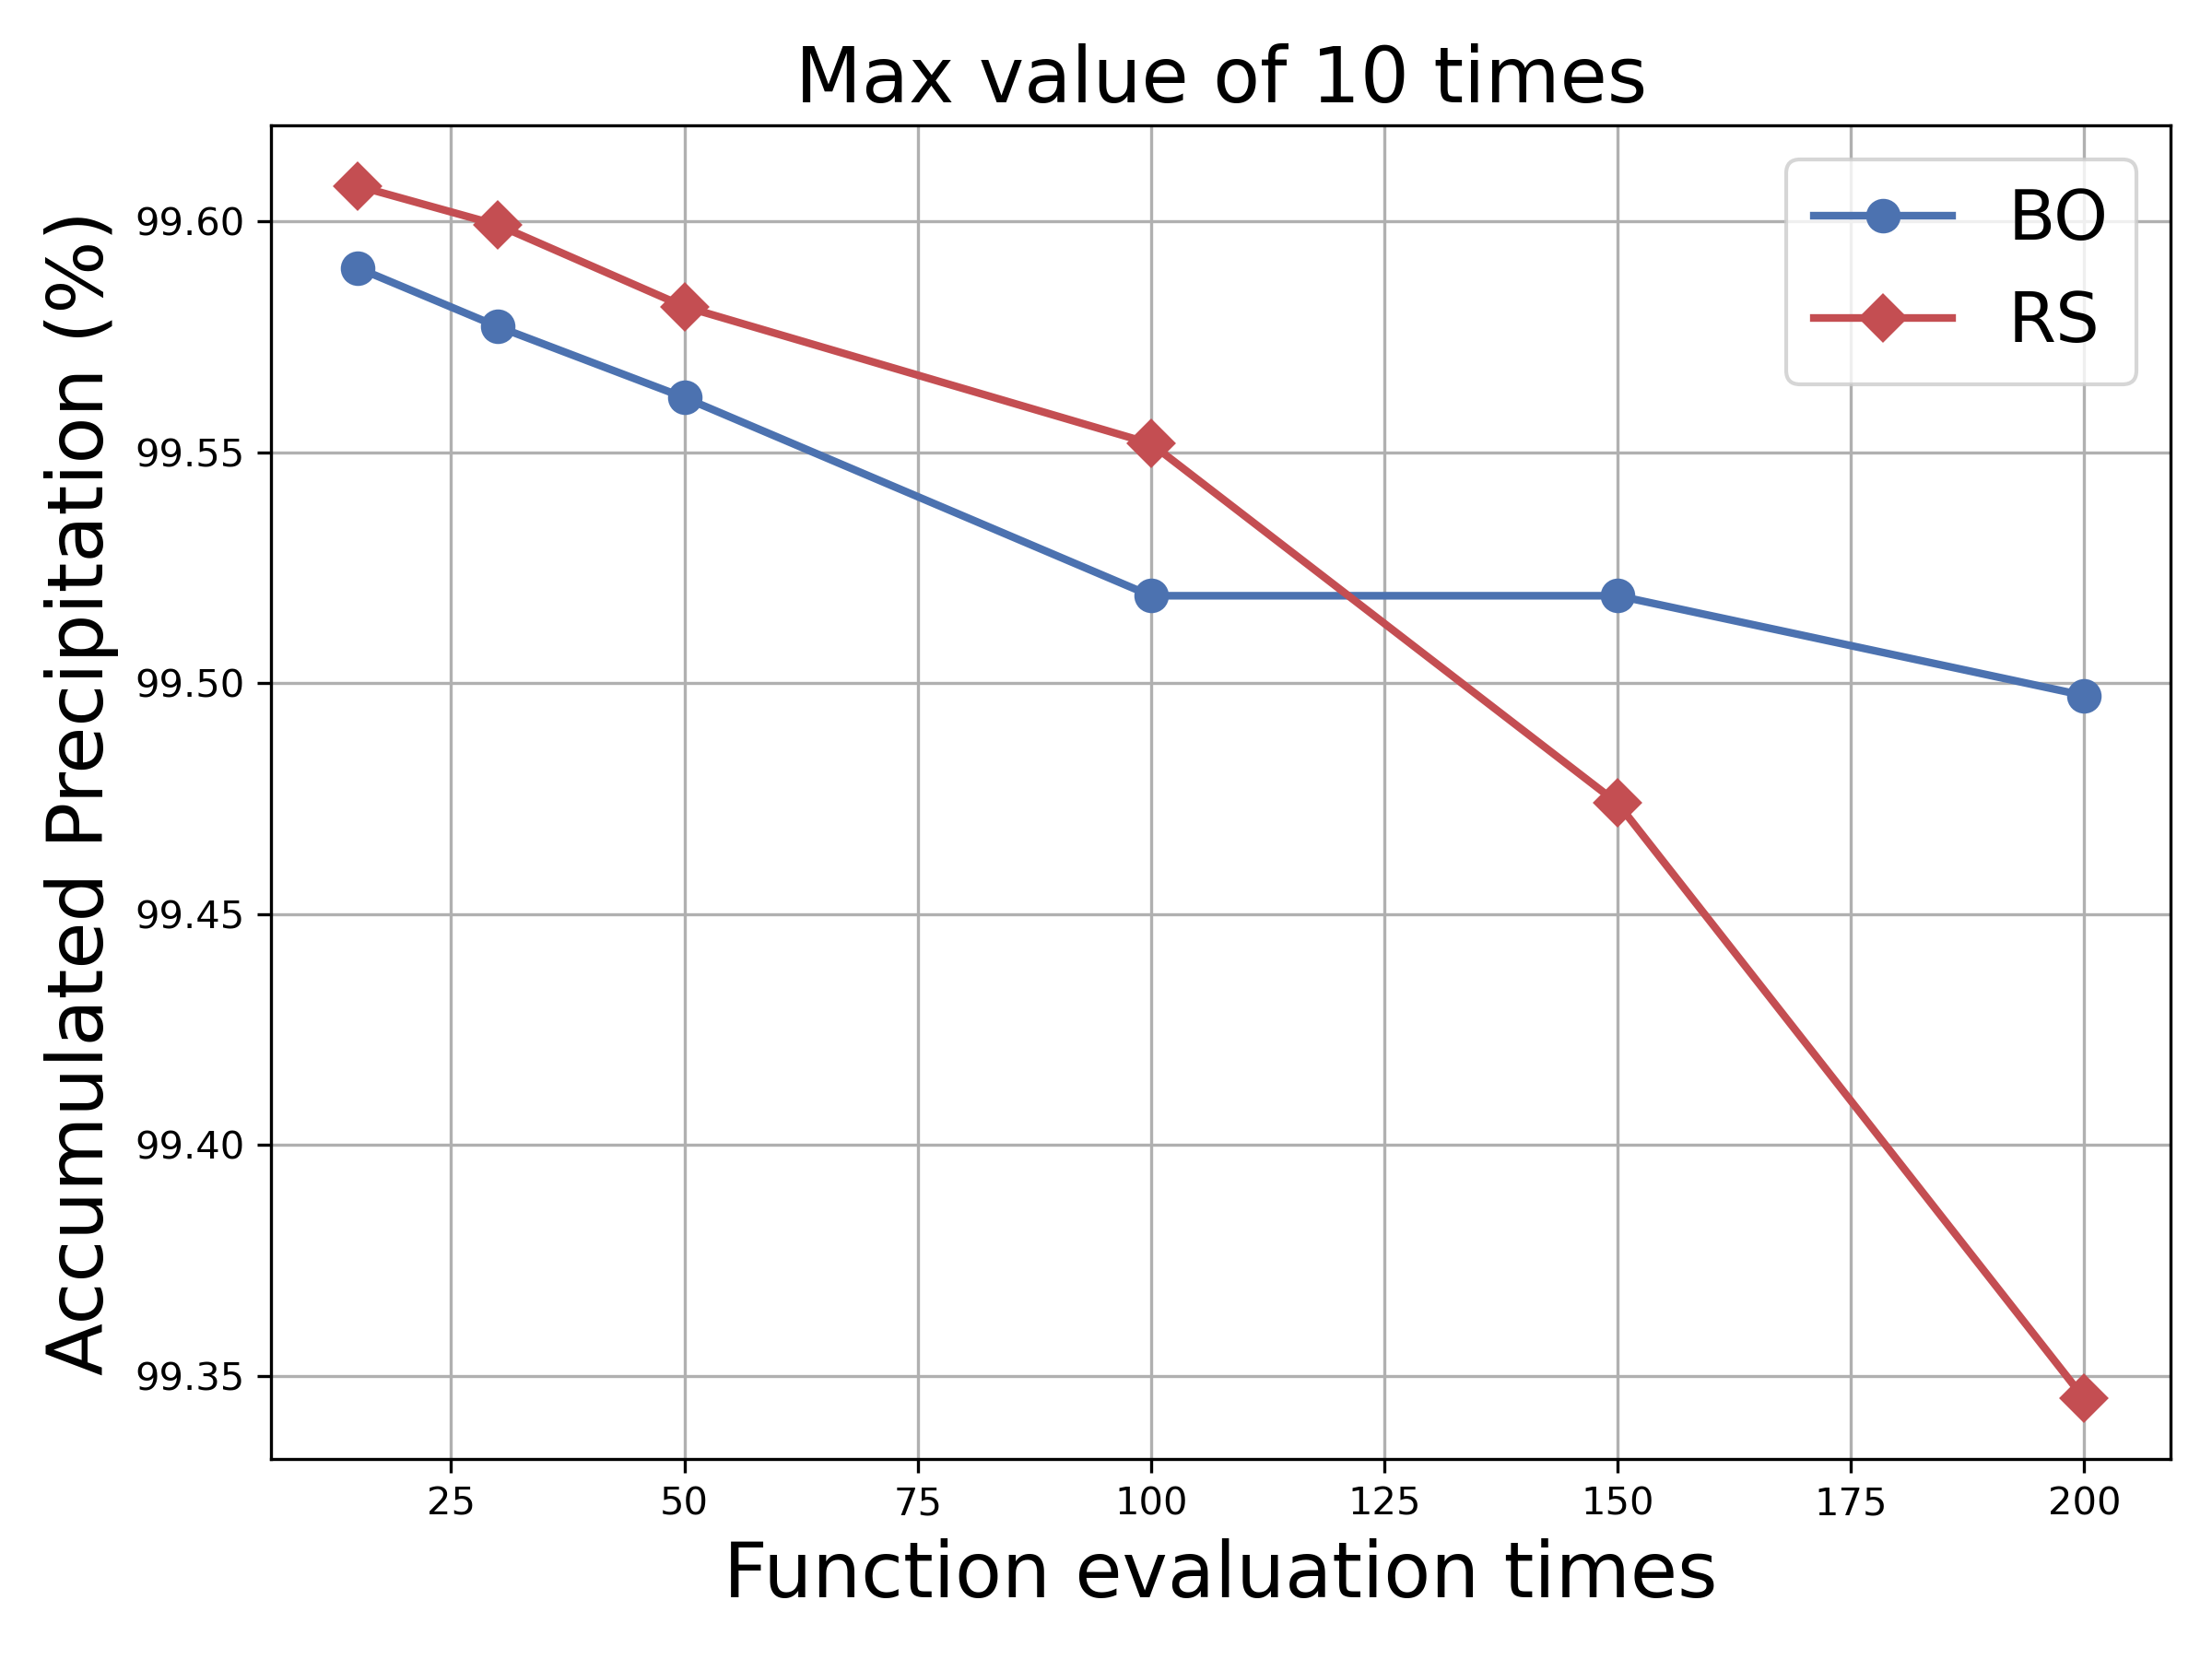 Max value of 10 times
BO
RS
Accumulated Precipitation (%)
99.60
99.55
99.50
99.45
99.40
99.35
25 50 75 100 125 150 175 200
Function evaluation times